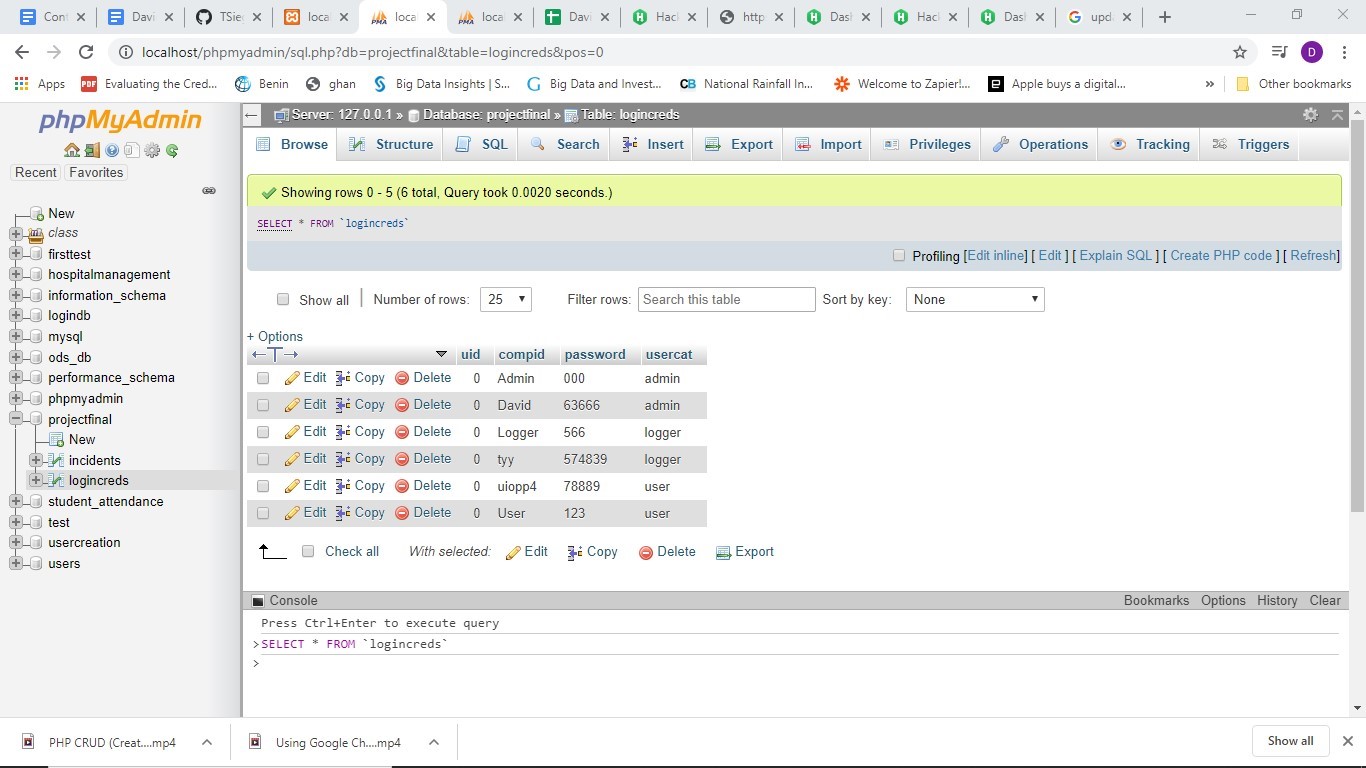 Cont
Davi
TSie
loca
loca
PMA
local
PMA
Davi
Hack
http
Dash
Hack
Dash
upda
localhost/phpmyadmin/sql.php?db=projectfinal&table=logincreds&pos=0
D
Apps
PDF Evaluating the Cred...
Benin
ghan
Big Data Insights | S...
Big Data and Invest...
CB National Rainfall In...
Welcome to Zapier!...
Apple buys a digital...
»
Other bookmarks
phpMyAdmin
Recent Favorites
New
class
firsttest
hospitalmanagement
information_schema
logindb
mysql
ods_db
performance_schema
phpmyadmin
projectfinal
New
incidents
logincreds
student_attendance
test
usercreation
users
Server: 127.0.0.1 » Database: projectfinal » Table: logincreds
Browse Structure SQL Search Insert Export Import Privileges Operations Tracking Triggers
Showing rows 0 - 5 (6 total, Query took 0.0020 seconds.)
SELECT * FROM `logincreds`
Profiling [Edit inline] [ Edit ] [ Explain SQL ] [ Create PHP code ] [ Refresh]
Show all | Number of rows: 25 Filter rows: Search this table Sort by key: None
+ Options
←T→ uid compid password usercat
Edit Copy Delete 0 Admin 000 admin
Edit Copy Delete 0 David 63666 admin
Edit Copy Delete 0 Logger 566 logger
Edit Copy Delete 0 tyy 574839 logger
Edit Copy Delete 0 uiopp4 78889 user
Edit Copy Delete 0 User 123 user
Check all With selected: Edit Copy Delete Export
Console Bookmarks Options History Clear
Press Ctrl+Enter to execute query
>SELECT * FROM `logincreds`
>
PHP CRUD (Creat....mp4
Using Google Ch....mp4
Show all